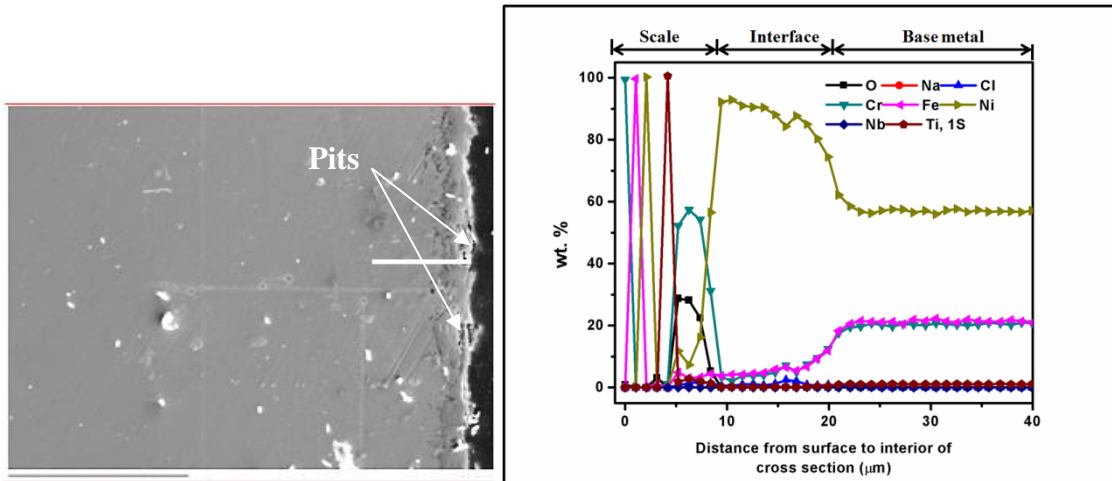 Pits
Scale Interface Base metal
100
80
60
40
20
0
wt. %
O Na Cl
Cr Fe Ni
Nb Ti, 1S
0 10 20 30 40
Distance from surface to interior of
cross section (μm)